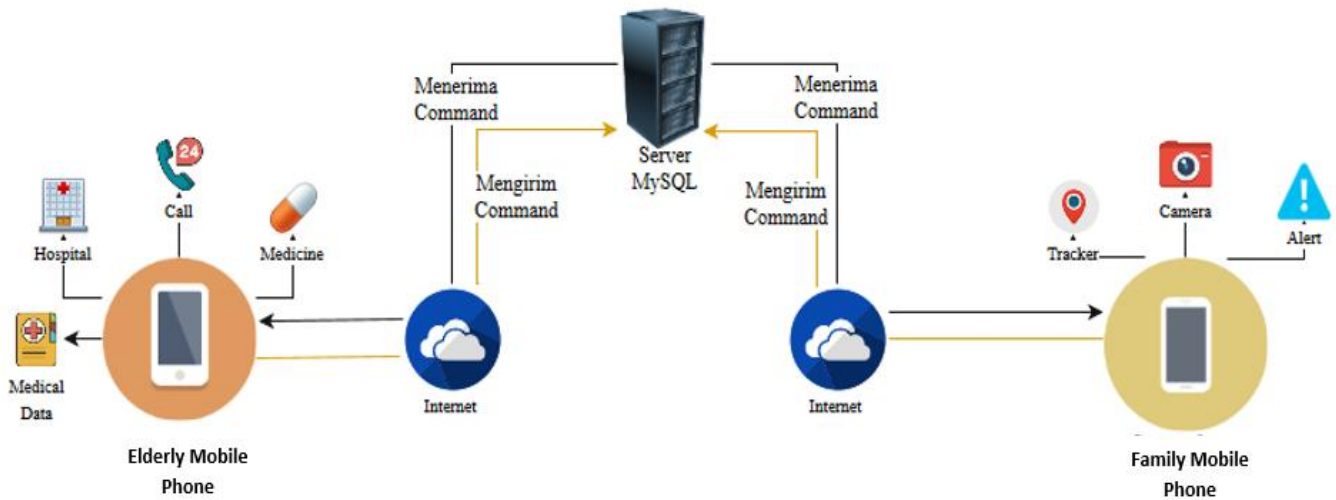 Menerima
Command
Menerima
Command
Server
MySQL
Mengirim
Command
Mengirim
Command
24
Call
Hospital
Medicine
Camera
Tracker
Alert
Medical
Data
Internet
Internet
Elderly Mobile
Phone
Family Mobile
Phone